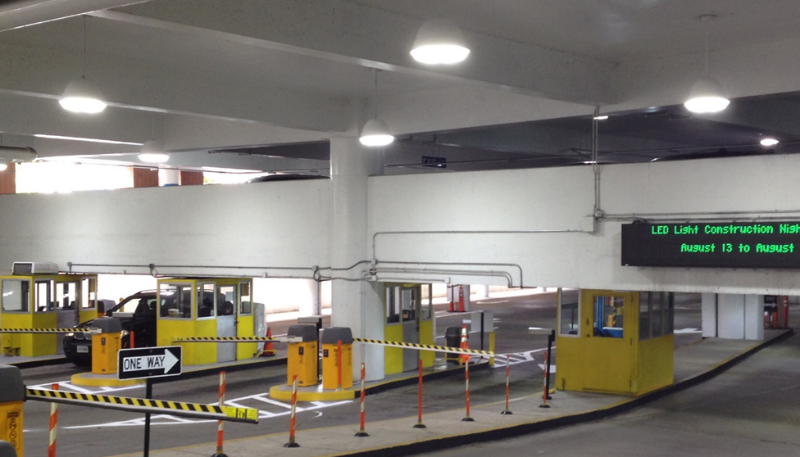 LED Light Construction Nigh
August 13 to August
ONE WAY